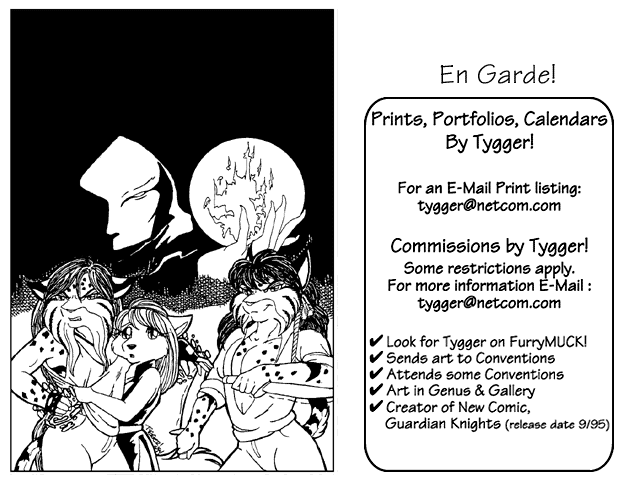 En Garde!
Prints, Portfolios, Calendars
By Tygger!
For an E-Mail Print listing:
tygger@netcom.com
Commissions by Tygger!
Some restrictions apply.
For more information E-Mail :
tygger@netcom.com
✔ Look for Tygger on FurryMUCK!
✔ Sends art to Conventions
✔ Attends some Conventions
✔ Art in Genus & Gallery
✔ Creator of New Comic,
Guardian Knights (release date 9/95)